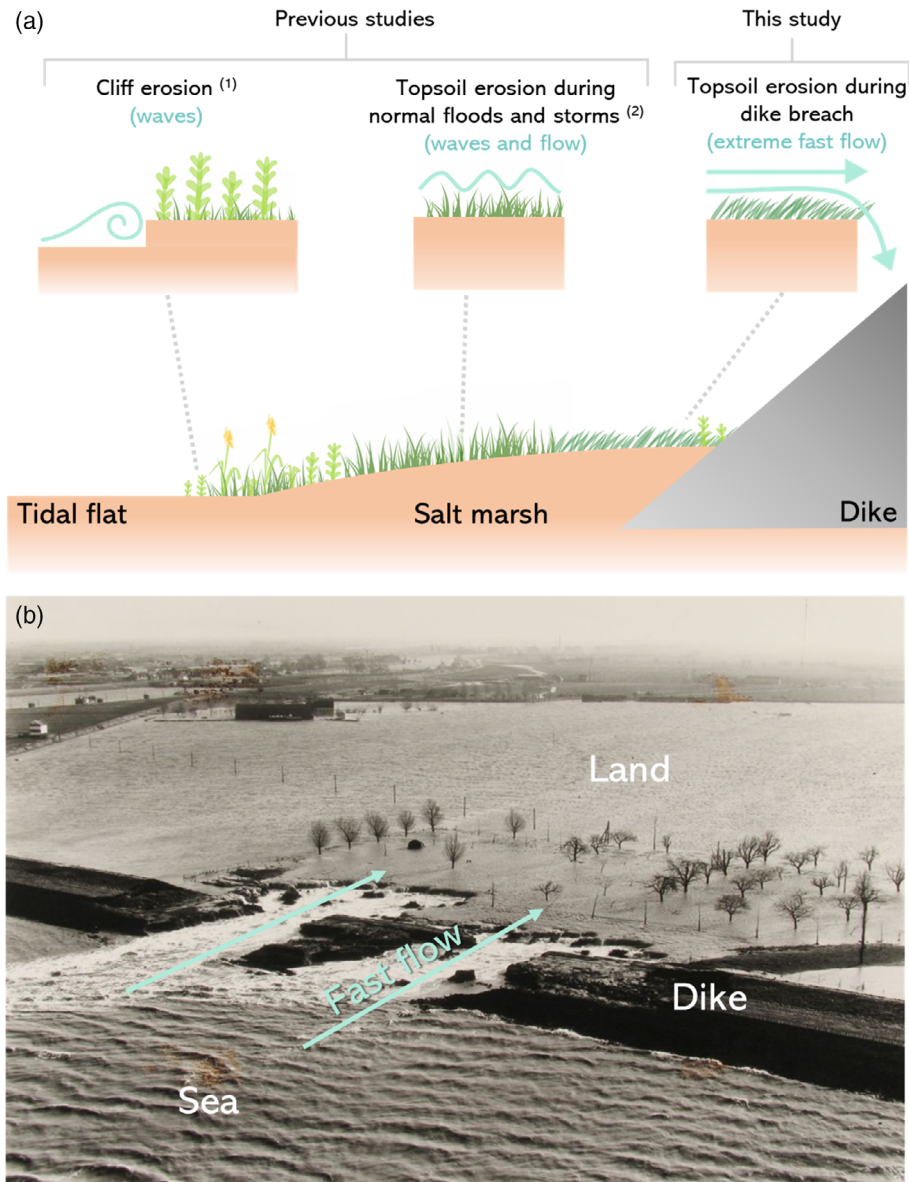 (a)
Previous studies
This study
Cliff erosion (1)
(waves)
Topsoil erosion during
normal floods and storms (2)
(waves and flow)
Topsoil erosion during
dike breach
(extreme fast flow)
Tidal flat
Salt marsh
Dike
(b)
Land
Fast flow
Dike
Sea